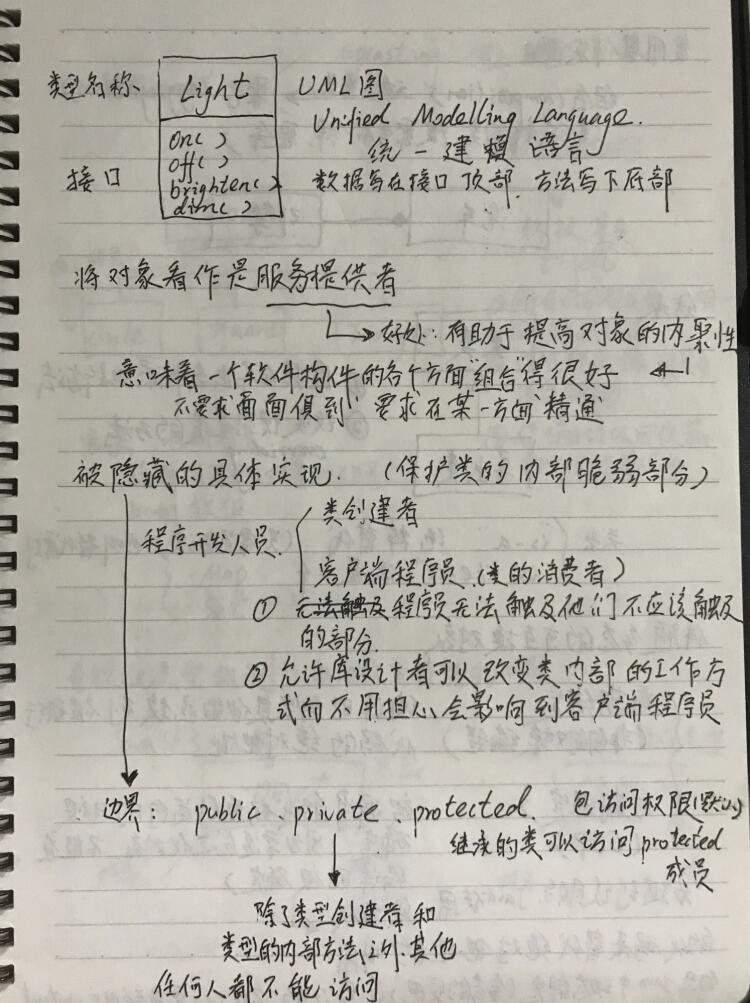 类型名称、 Light UML图
Unified Modelling Language.
on( )
统一建模语言
off( )
接口 brighten( ) 数据写在接口顶部,方法写下底部
dim( )
将对象看作是服务提供者
好处:有助于提高对象的内聚性
意味着一个软件构件的各个方面"组合"得很好
不要求"面面俱到",要求在某一方面"精通"
被隐藏的具体实现. (保护类的内部脆弱部分)
类创建者
程序开发人员.
客户端程序员.(类的消费者)
① 无法触及程序员无法触及他们不应该触及
的部分.
② 允许库设计者可以改变类内部的工作方
式而不用担心会影响到客户端程序员
边界: public、private、protected. 包访问权限(默认)
继承的类可以访问protected
成员
除了类型创建者和
类型的内部方法之外.其他
任何人都不能访问